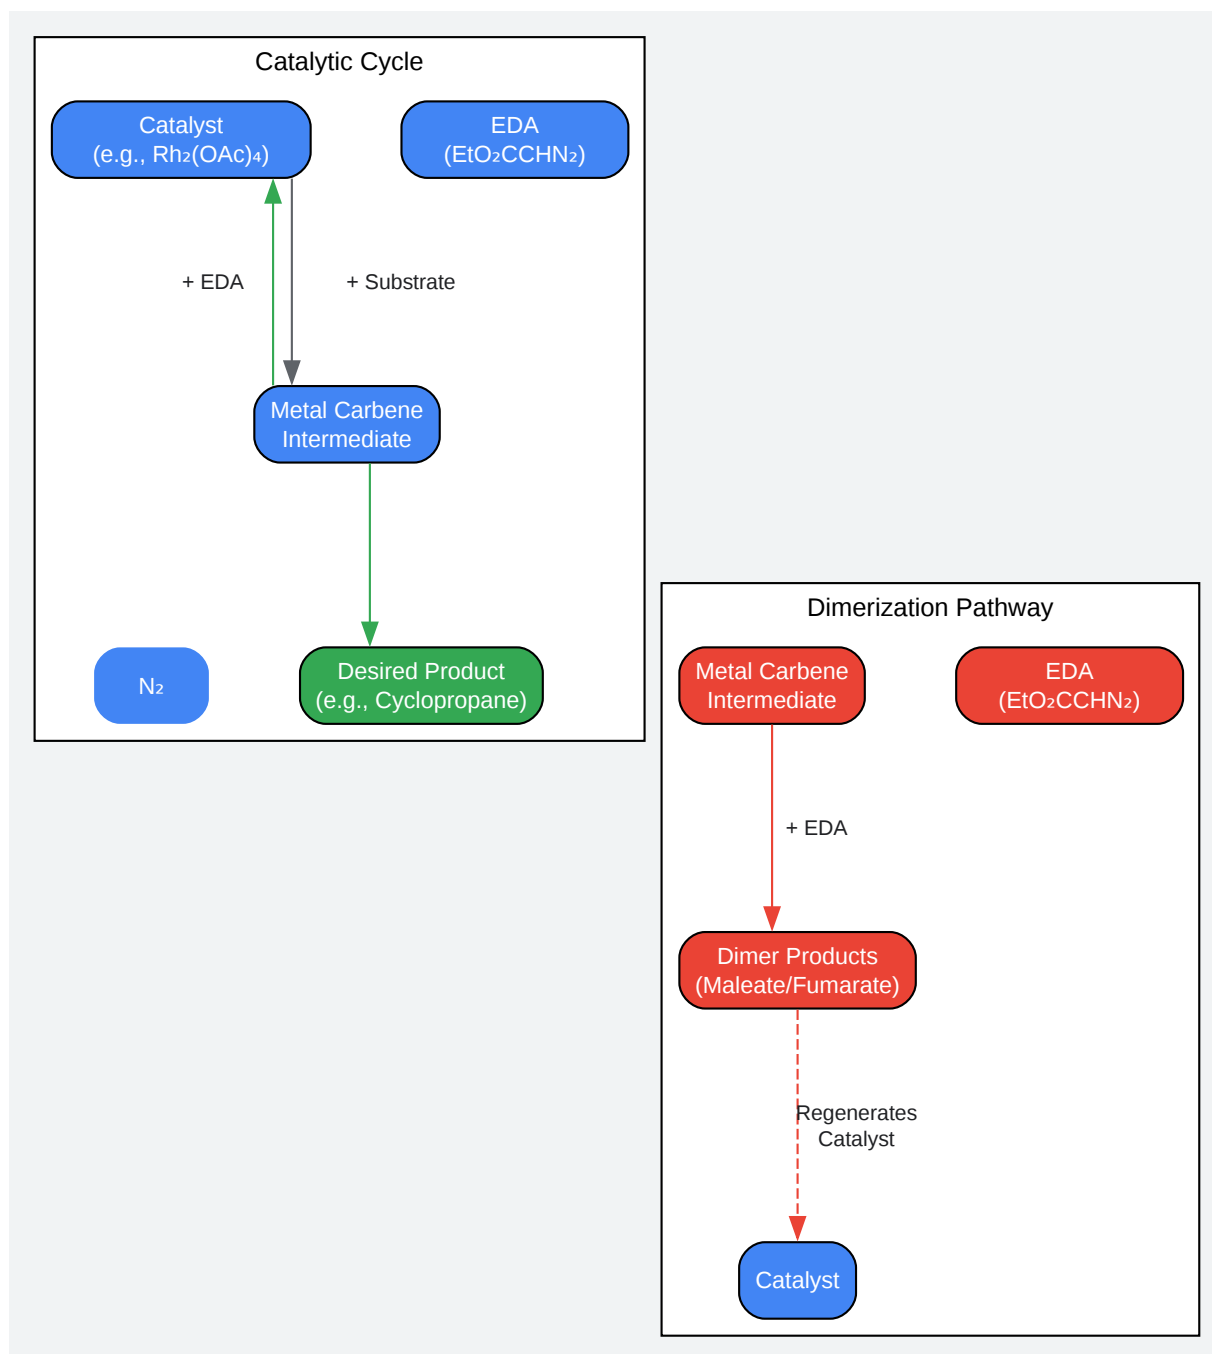 Catalytic Cycle
Catalyst
(e.g., Rh₂(OAc)₄)
EDA
(EtO₂CCHN₂)
+ EDA
+ Substrate
Metal Carbene
Intermediate
N₂
Desired Product
(e.g., Cyclopropane)
Dimerization Pathway
Metal Carbene
Intermediate
EDA
(EtO₂CCHN₂)
+ EDA
Dimer Products
(Maleate/Fumarate)
Regenerates
Catalyst
Catalyst